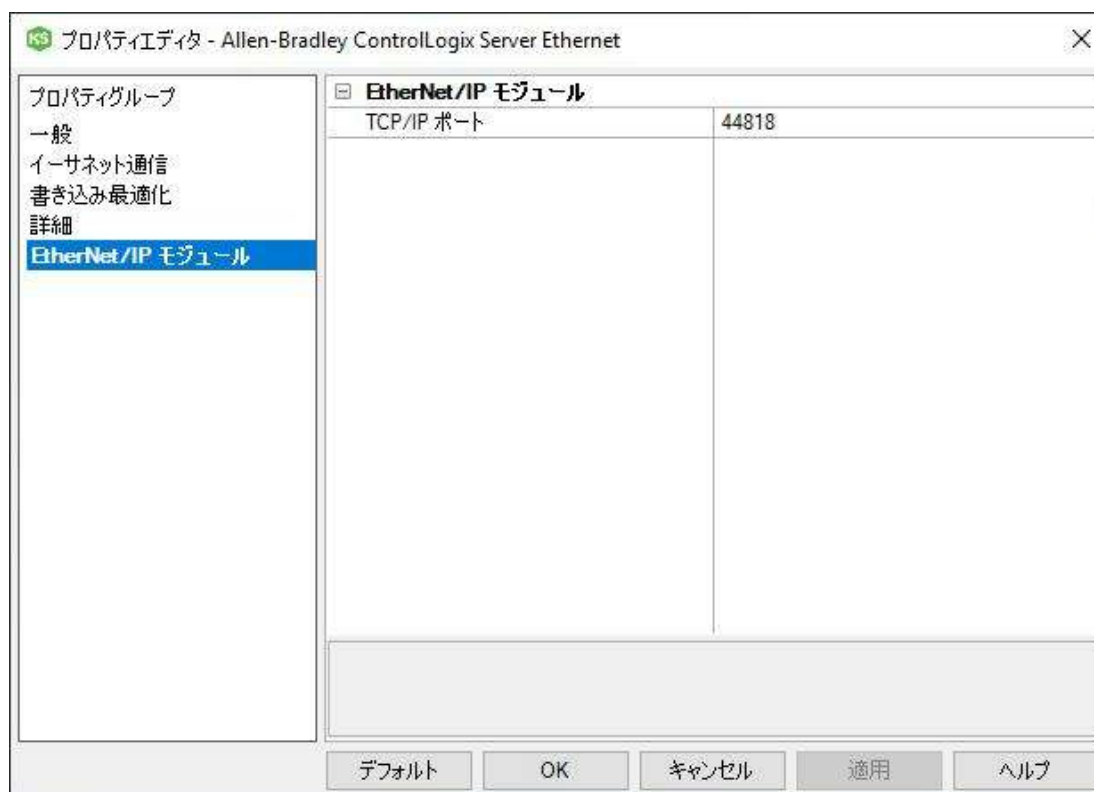 KS プロパティエディタ - Allen-Bradley ControlLogix Server Ethernet
プロパティグループ
一般
イーサネット通信
書き込み最適化
詳細
EtherNet/IP モジュール
EtherNet/IP モジュール
TCP/IP ポート 44818
デフォルト OK キャンセル 適用 ヘルプ